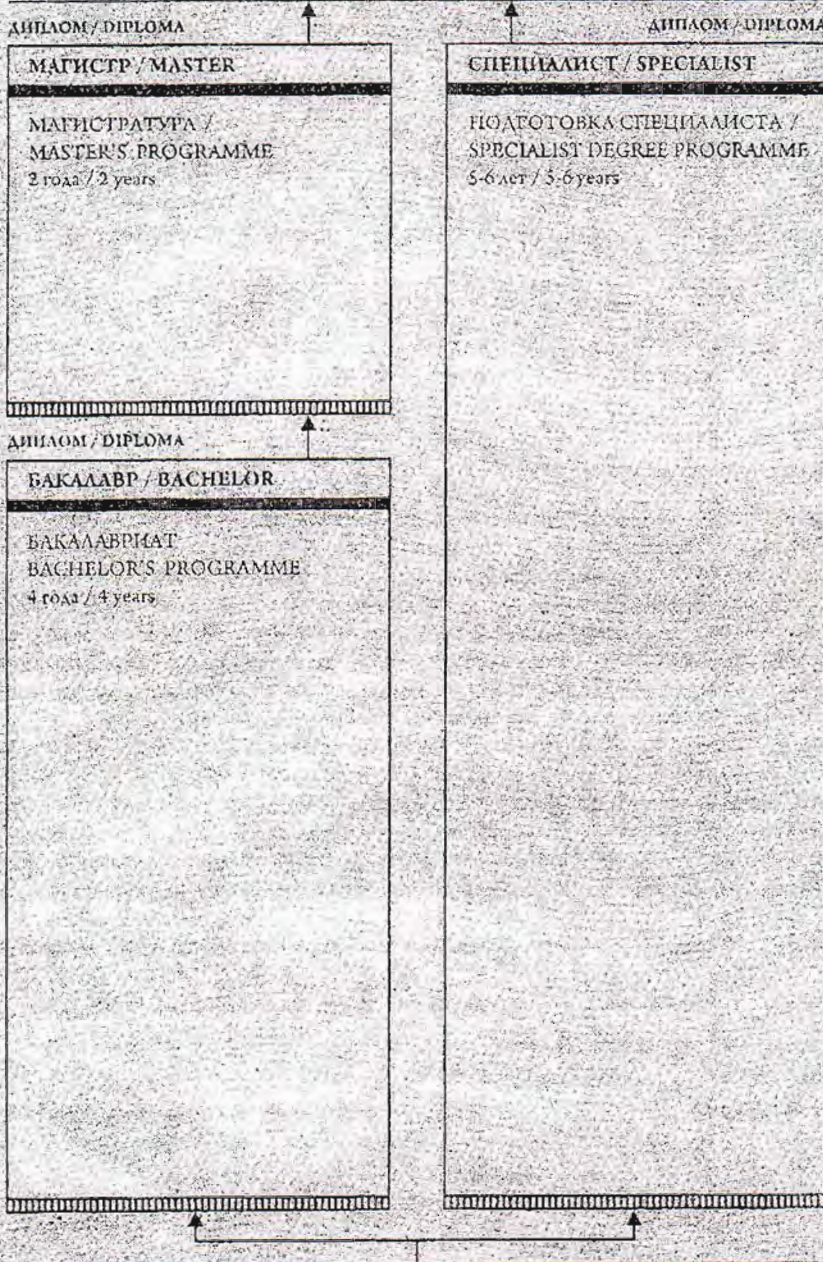 ДИПЛОМ / DIPLOMA
МАГИСТР / MASTER
МАГИСТРАТУРА /
MASTER'S PROGRAMME
2 года / 2 years
ДИПЛОМ / DIPLOMA
БАКАЛАВР / BACHELOR
БАКАЛАВРИАТ
BACHELOR'S PROGRAMME
4 года / 4 years
ДИПЛОМ / DIPLOMA
СПЕЦИАЛИСТ / SPECIALIST
ПОДГОТОВКА СПЕЦИАЛИСТА /
SPECIALIST DEGREE PROGRAMME
5-6 лет / 5-6 years